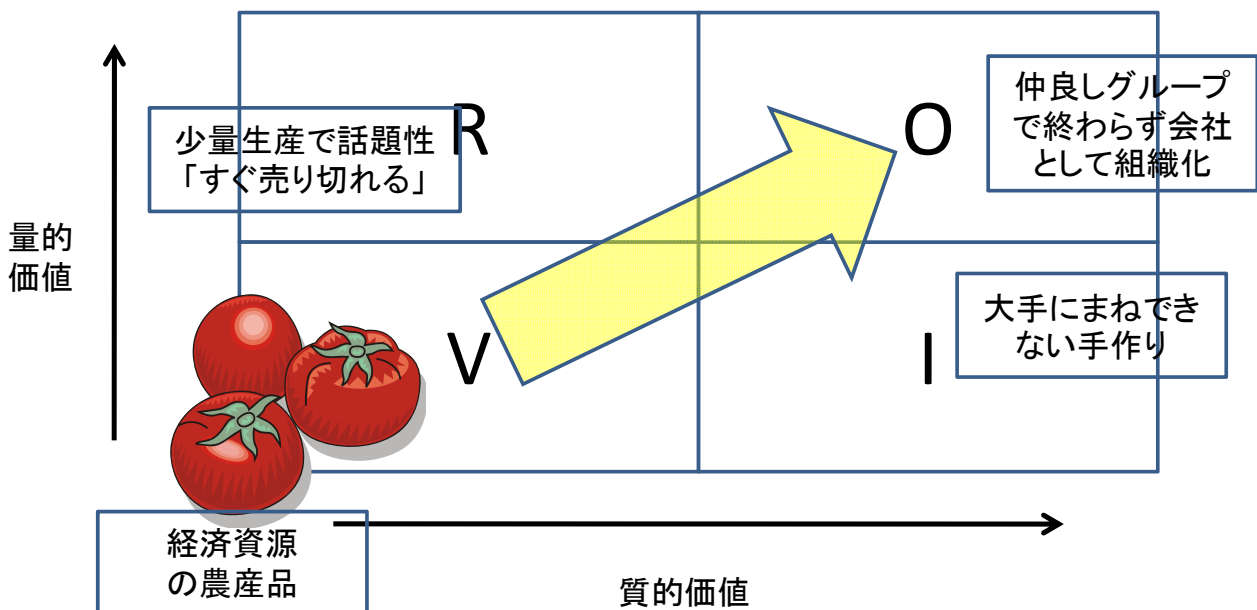 R
O
少量生産で話題性
「すぐ売り切れる」
仲良しグループ
で終わらず会社
として組織化
量的
価値
V
I
大手にまねでき
ない手作り
経済資源
の農産品
質的価値